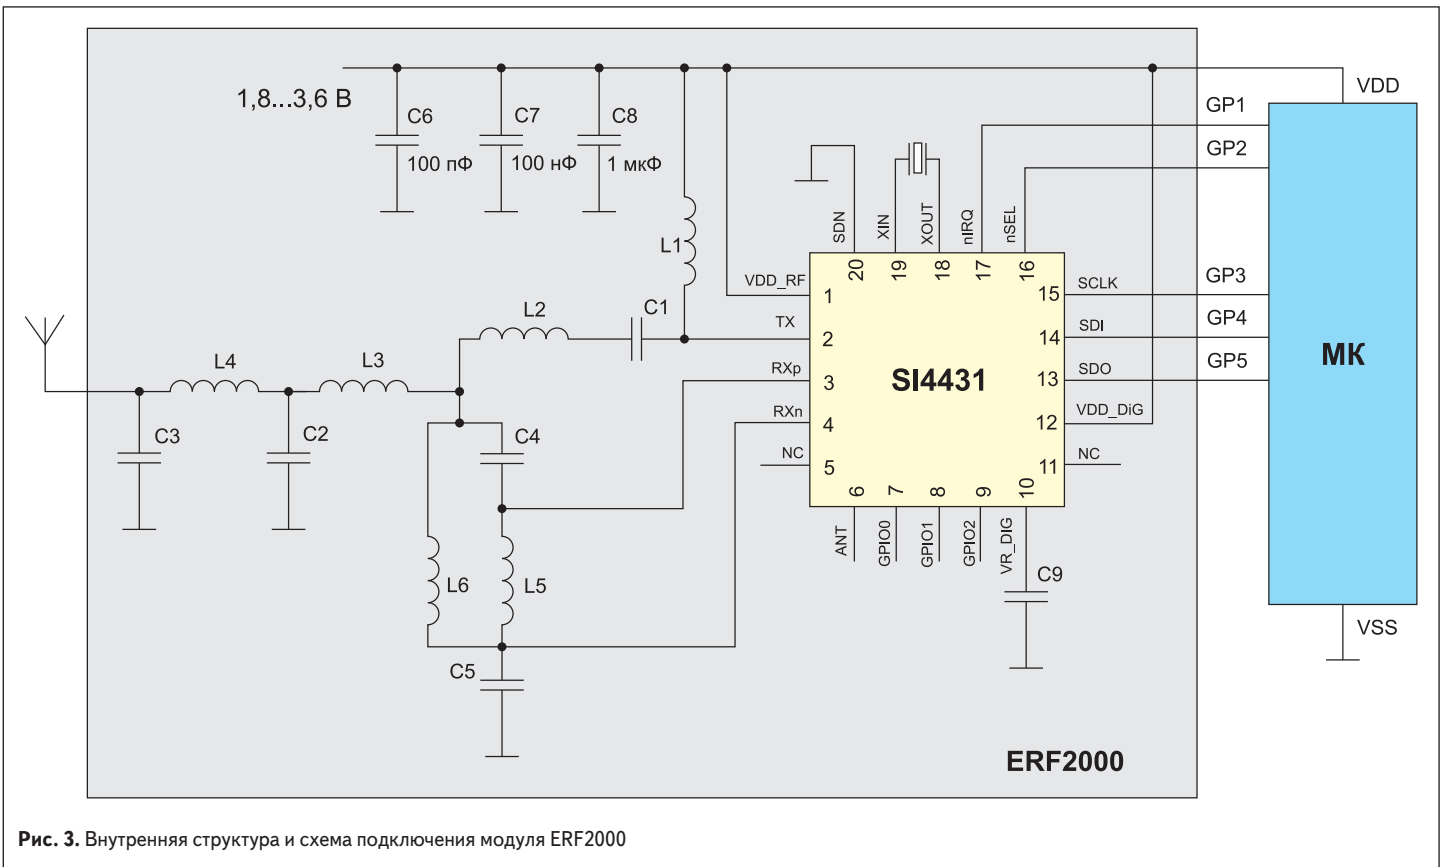 1,8...3,6 В
C6
100 пФ
C7
100 нФ
C8
1 мкФ
VDD
GP1
GP2
SDN
XIN
XOUT
nIRQ
nSEL
20
19
18
17
16
L1
VDD_RF
1
15
SCLK
GP3
L2
C1
TX
2
14
SDI
GP4
L4
L3
RXp
3
SI4431
13
SDO
GP5
МК
C3
C2
C4
RXn
4
12
VDD_DiG
NC
5
11
NC
6
7
8
9
10
ANT
GPIO0
GPIO1
GPIO2
VR_DIG
C9
L6
L5
VSS
C5
ERF2000
Рис. 3. Внутренняя структура и схема подключения модуля ERF2000